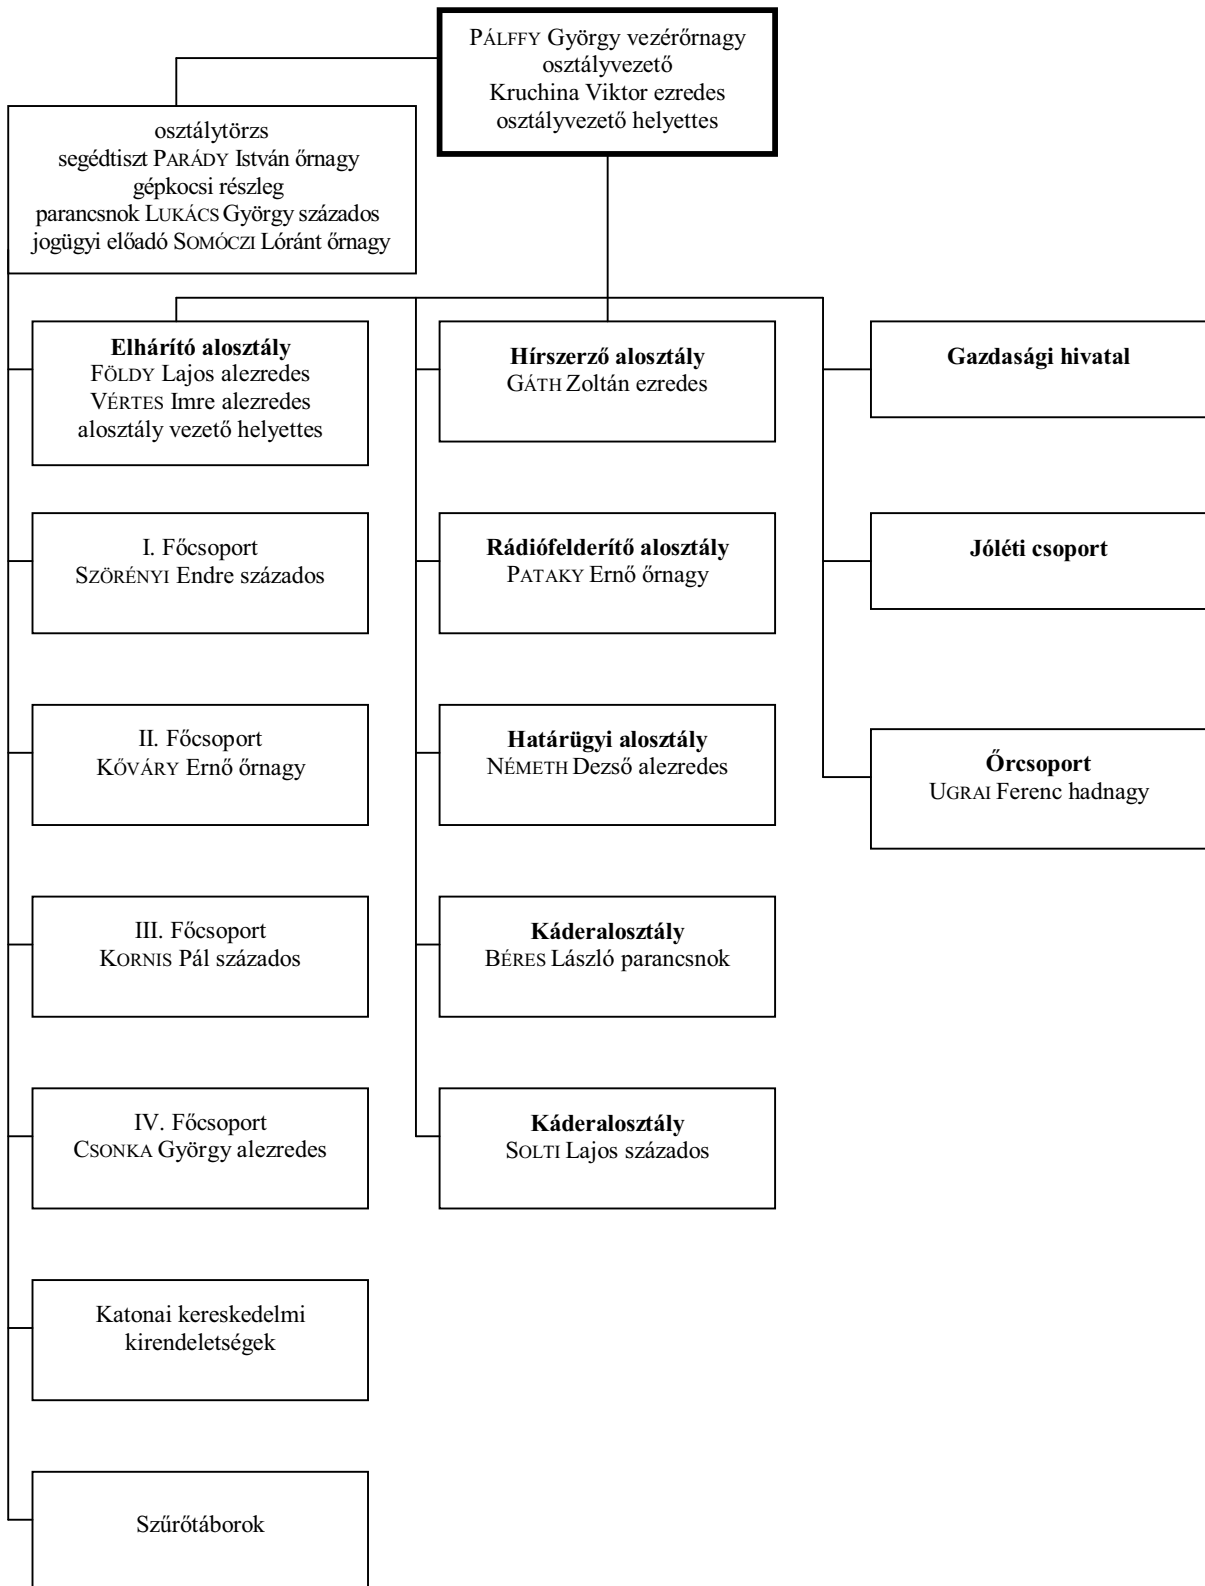 PÁLFFY György vezérőrnagy
osztályvezető
Kruchina Viktor ezredes
osztályvezető helyettes
osztálytörzs
segédtiszt PARÁDY István őrnagy
gépkocsi részleg
parancsnok LUKÁCS György százados
jogügyi előadó SOMÓCZI Lóránt őrnagy
Elhárító alosztály
FÖLDY Lajos alezredes
VÉRTES Imre alezredes
alosztály vezető helyettes
Hírszerző alosztály
GÁTH Zoltán ezredes
Gazdasági hivatal
I. Főcsoport
SZÖRÉNYI Endre százados
Rádiófelderítő alosztály
PATAKY Ernő őrnagy
Jóléti csoport
II. Főcsoport
KŐVÁRY Ernő őrnagy
Határügyi alosztály
NÉMETH Dezső alezredes
Őrcsoport
UGRAI Ferenc hadnagy
III. Főcsoport
KORNIS Pál százados
Káderalosztály
BÉRES László parancsnok
IV. Főcsoport
CSONKA György alezredes
Káderalosztály
SOLTI Lajos százados
Katonai kereskedelmi
kirendeletségek
Szűrőtáborok